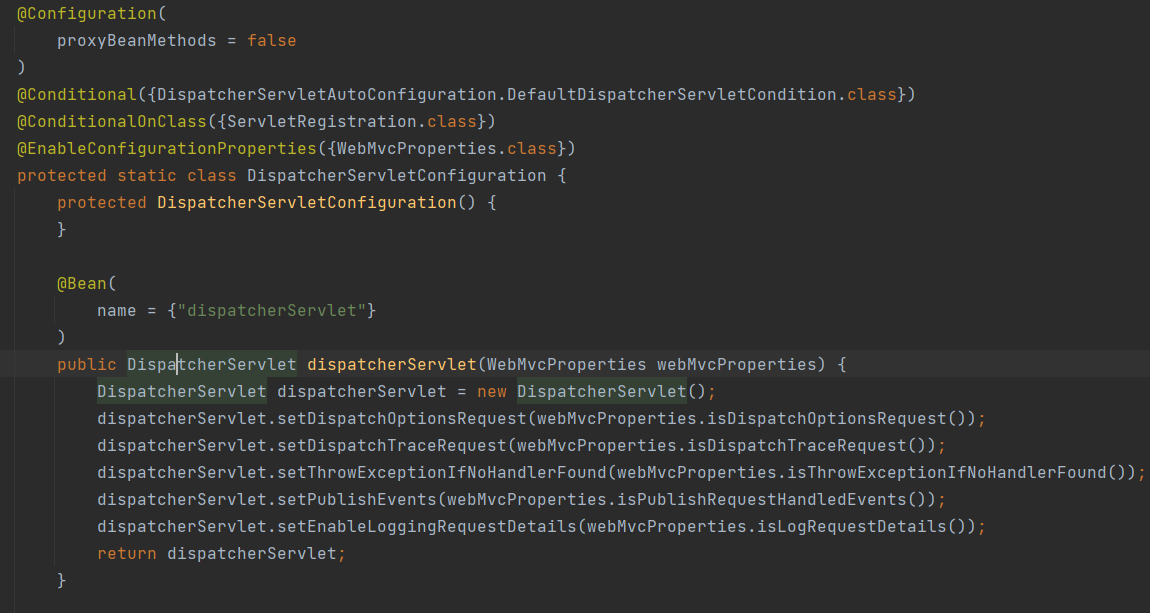 @Configuration(
    proxyBeanMethods = false
)
@Conditional({DispatcherServletAutoConfiguration.DefaultDispatcherServletCondition.class})
@ConditionalOnClass({ServletRegistration.class})
@EnableConfigurationProperties({WebMvcProperties.class})
protected static class DispatcherServletConfiguration {
    protected DispatcherServletConfiguration() {
    }

    @Bean(
        name = {"dispatcherServlet"}
    )
    public DispatcherServlet dispatcherServlet(WebMvcProperties webMvcProperties) {
        DispatcherServlet dispatcherServlet = new DispatcherServlet();
        dispatcherServlet.setDispatchOptionsRequest(webMvcProperties.isDispatchOptionsRequest());
        dispatcherServlet.setDispatchTraceRequest(webMvcProperties.isDispatchTraceRequest());
        dispatcherServlet.setThrowExceptionIfNoHandlerFound(webMvcProperties.isThrowExceptionIfNoHandlerFound());
        dispatcherServlet.setPublishEvents(webMvcProperties.isPublishRequestHandledEvents());
        dispatcherServlet.setEnableLoggingRequestDetails(webMvcProperties.isLogRequestDetails());
        return dispatcherServlet;
    }